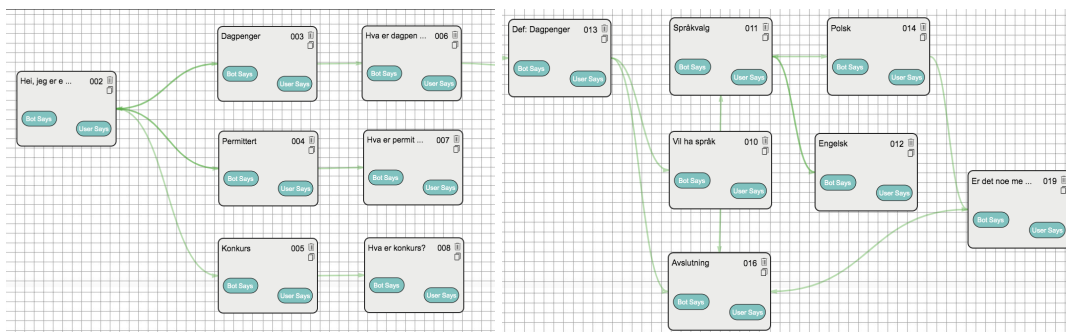 Hei, jeg er e ... 002
Bot Says
User Says
Dagpenger 003
Bot Says
User Says
Hva er dagpen ... 006
Bot Says
User Says
Permittert 004
Bot Says
User Says
Hva er permit ... 007
Bot Says
User Says
Konkurs 005
Bot Says
User Says
Hva er konkurs? 008
Bot Says
User Says
Def: Dagpenger 013
Bot Says
User Says
Språkvalg 011
Bot Says
User Says
Polsk 014
Bot Says
User Says
Vil ha språk 010
Bot Says
User Says
Engelsk 012
Bot Says
User Says
Er det noe me ... 019
Bot Says
User Says
Avslutning 016
Bot Says
User Says